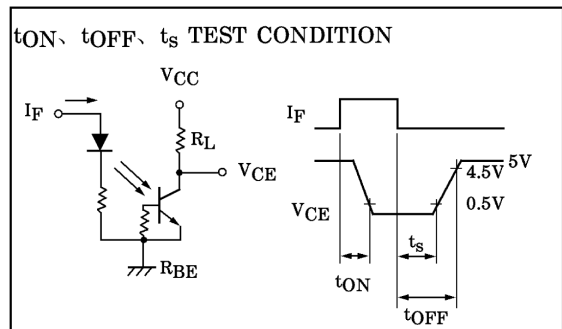 tON、tOFF、ts TEST CONDITION
VCC
IF
RL
VCE
RBE
IF
5V
4.5V
VCE
0.5V
ts
tON
tOFF